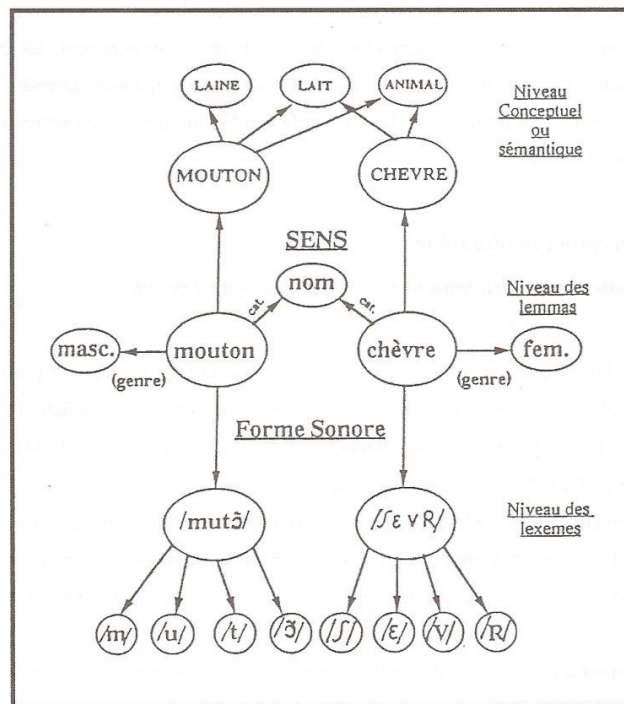 LAINE LAIT ANIMAL
Niveau
Conceptuel
ou
sémantique
MOUTON CHEVRE
SENS
nom
cat. cat.
Niveau des
lemmas
masc. mouton chèvre fem.
(genre) (genre)
Forme Sonore
/mutɔ̃/ /ʃɛvR/
Niveau des
lexemes
/m/ /u/ /t/ /ɔ̃/ /ʃ/ /ɛ/ /v/ /R/